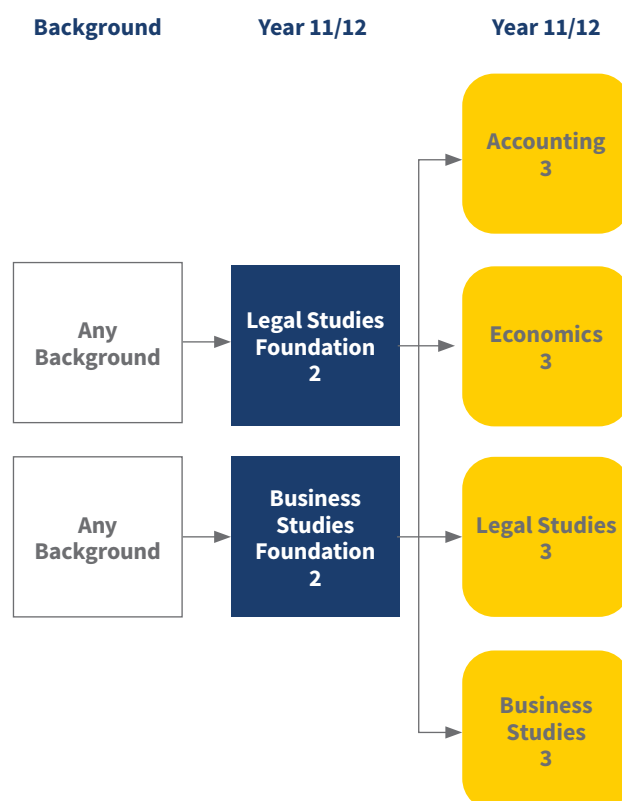 Background
Year 11/12
Year 11/12
Accounting
3
Any
Background
Legal Studies
Foundation
2
Economics
3
Any
Background
Business
Studies
Foundation
2
Legal Studies
3
Business
Studies
3